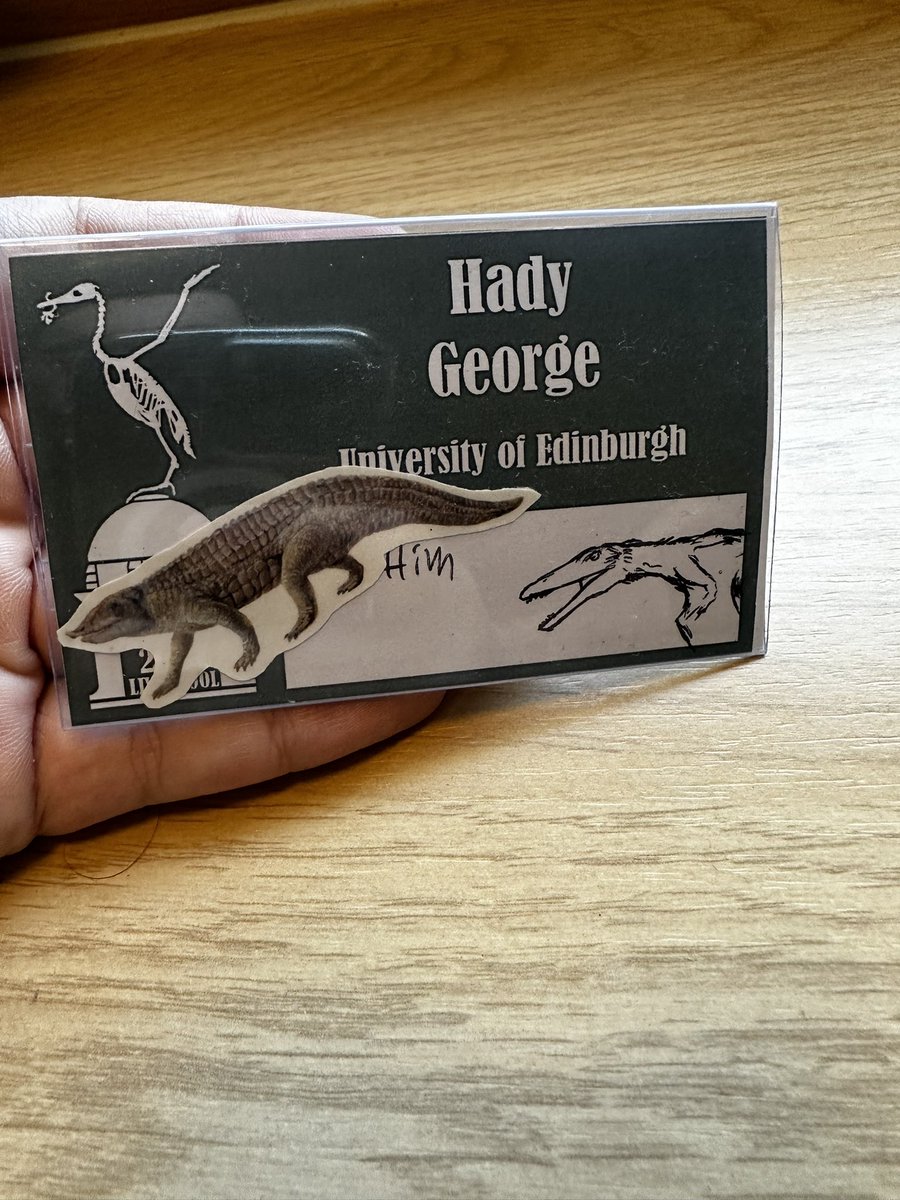 Hady
George
University of Edinburgh
Him